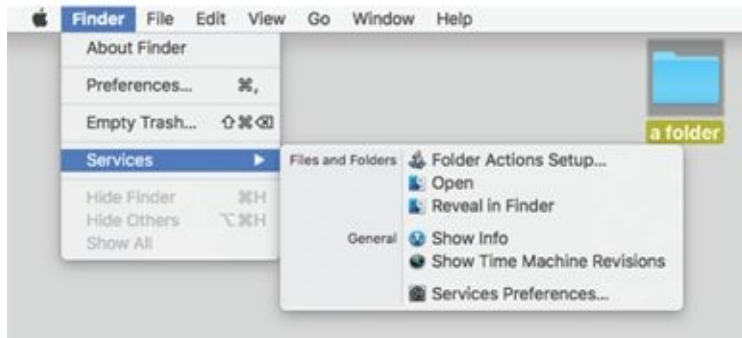 Finder File Edit View Go Window Help
About Finder
Preferences... ⌘,
Empty Trash... ⇧⌘⌫
Services ▶
Hide Finder ⌘H
Hide Others ⌥⌘H
Show All
Files and Folders Folder Actions Setup...
Open
Reveal in Finder
General Show Info
Show Time Machine Revisions
Services Preferences...
a folder